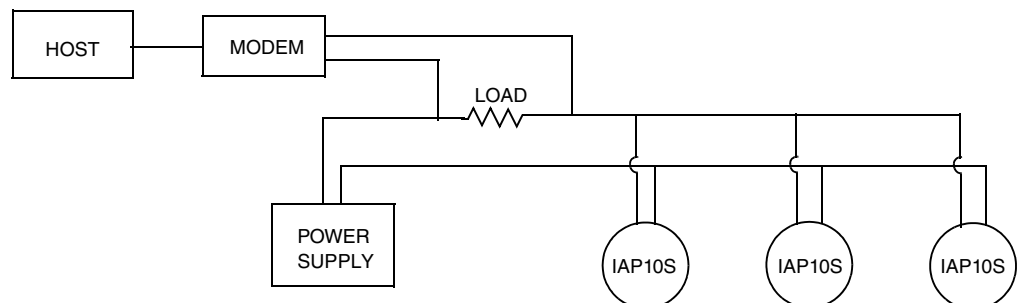 HOST
MODEM
LOAD
POWER
SUPPLY
IAP10S
IAP10S
IAP10S